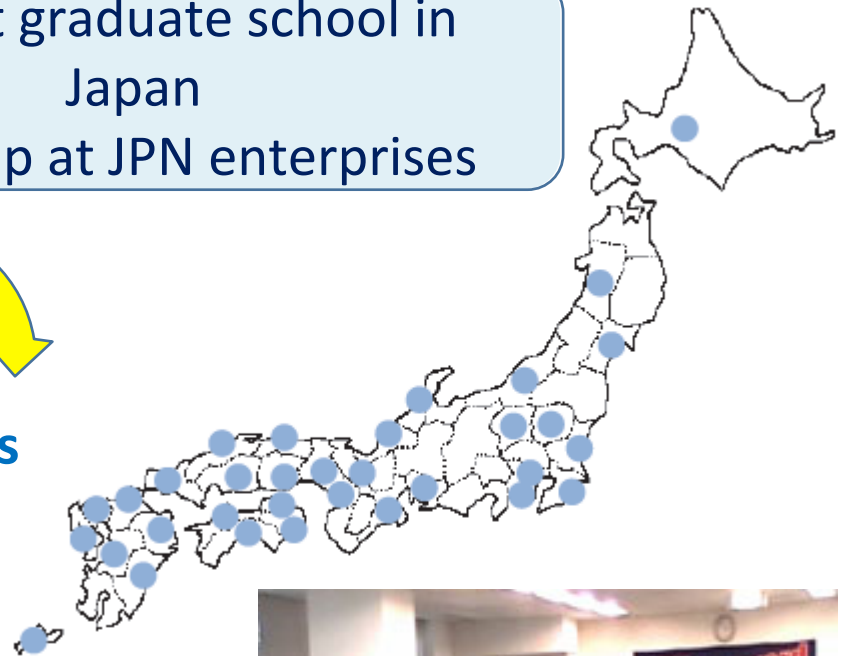 graduate school in
Japan
p at JPN enterprises
s